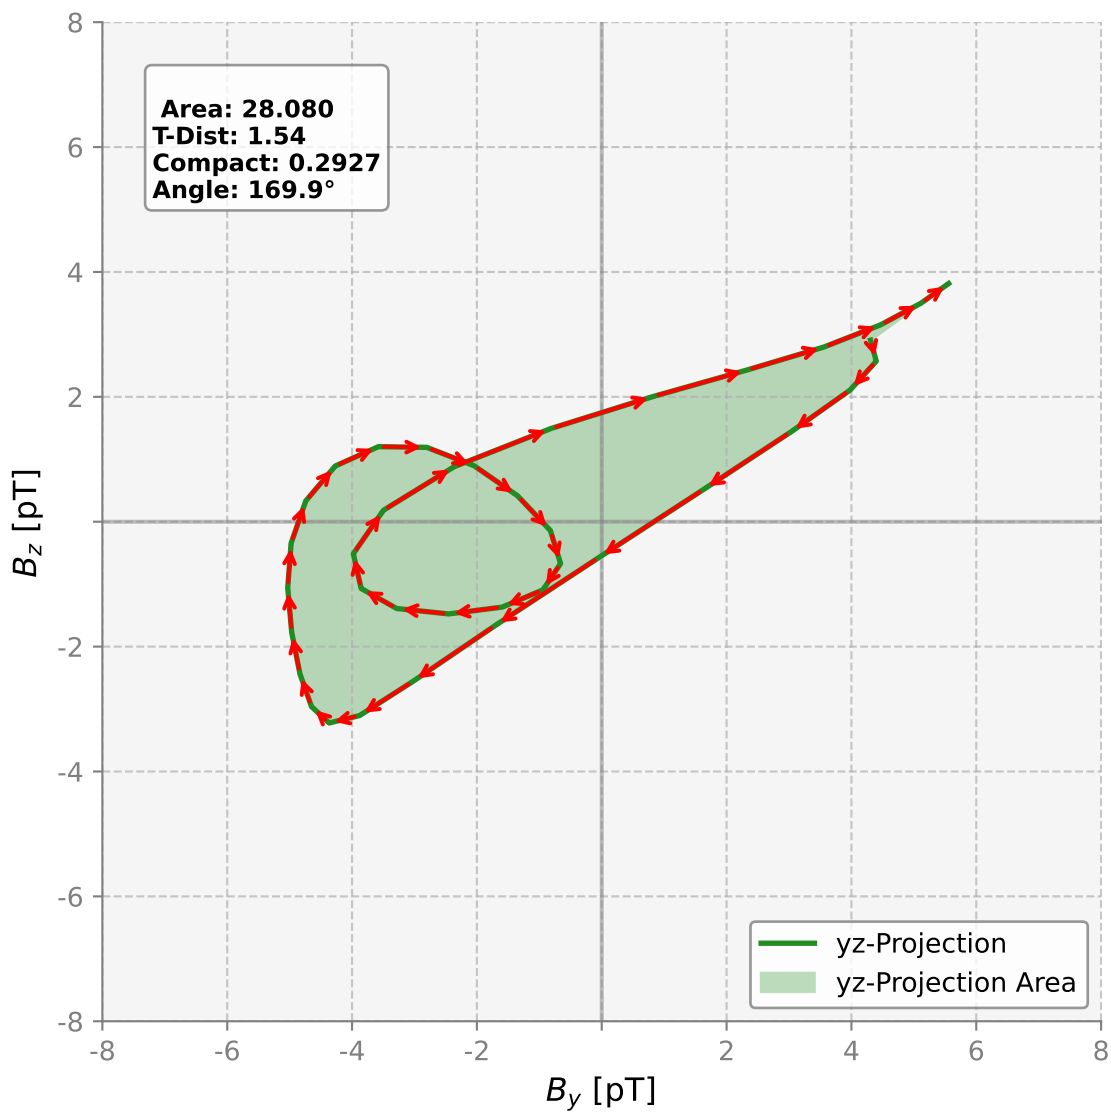 8
6
4
2
-2
-4
-6
-8
B_z [pT]
Area: 28.080
T-Dist: 1.54
Compact: 0.2927
Angle: 169.9°
yz-Projection
yz-Projection Area
-8 -6 -4 -2 2 4 6 8
B_y [pT]